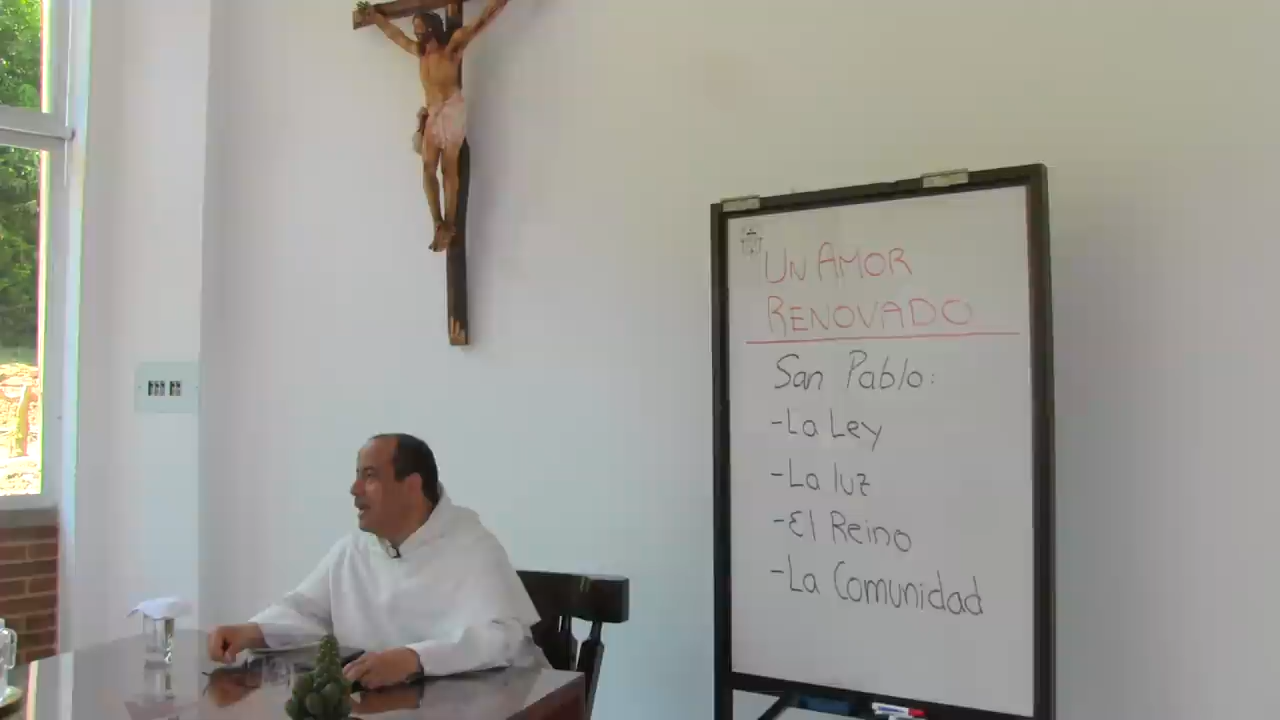 UN AMOR
RENOVADO
San Pablo:
-La Ley
-La luz
-El Reino
-La Comunidad